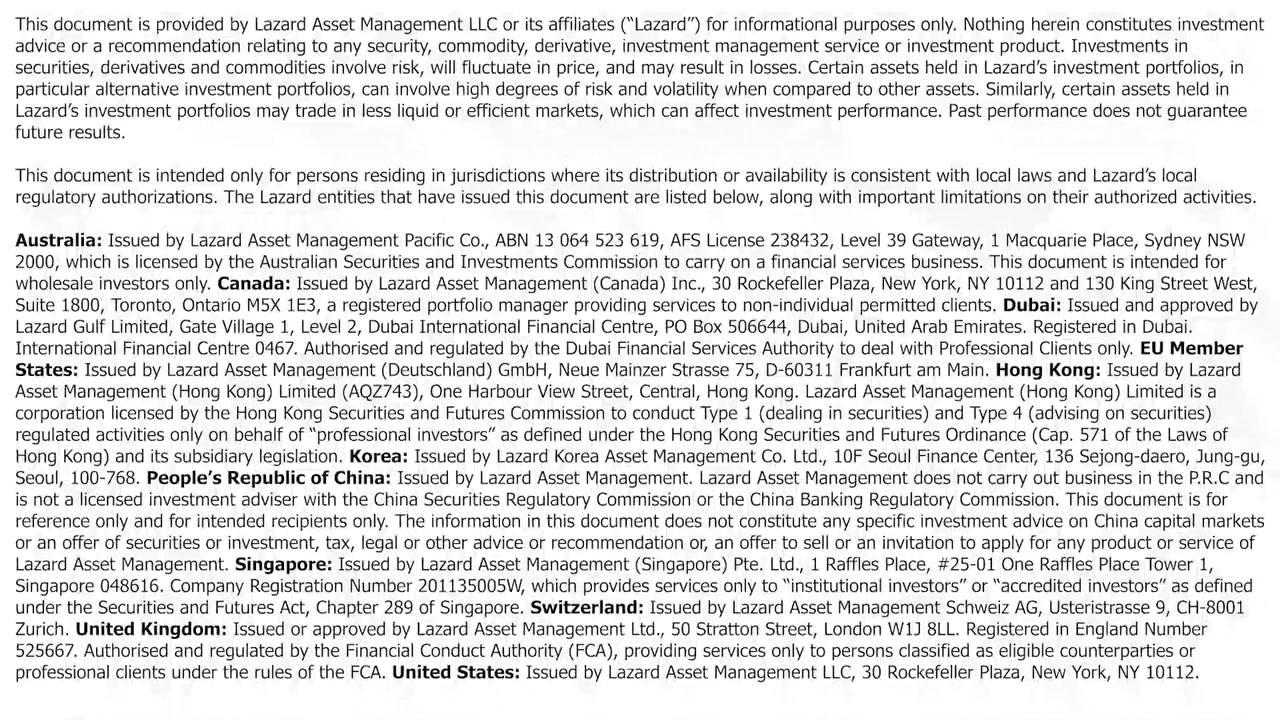 This document is provided by Lazard Asset Management LLC or its affiliates (“Lazard”) for informational purposes only. Nothing herein constitutes investment
advice or a recommendation relating to any security, commodity, derivative, investment management service or investment product. Investments in
securities, derivatives and commodities involve risk, will fluctuate in price, and may result in losses. Certain assets held in Lazard’s investment portfolios, in
particular alternative investment portfolios, can involve high degrees of risk and volatility when compared to other assets. Similarly, certain assets held in
Lazard’s investment portfolios may trade in less liquid or efficient markets, which can affect investment performance. Past performance does not guarantee
future results.
This document is intended only for persons residing in jurisdictions where its distribution or availability is consistent with local laws and Lazard’s local
regulatory authorizations. The Lazard entities that have issued this document are listed below, along with important limitations on their authorized activities.
Australia: Issued by Lazard Asset Management Pacific Co., ABN 13 064 523 619, AFS License 238432, Level 39 Gateway, 1 Macquarie Place, Sydney NSW
2000, which is licensed by the Australian Securities and Investments Commission to carry on a financial services business. This document is intended for
wholesale investors only. Canada: Issued by Lazard Asset Management (Canada) Inc., 30 Rockefeller Plaza, New York, NY 10112 and 130 King Street West,
Suite 1800, Toronto, Ontario M5X 1E3, a registered portfolio manager providing services to non-individual permitted clients. Dubai: Issued and approved by
Lazard Gulf Limited, Gate Village 1, Level 2, Dubai International Financial Centre, PO Box 506644, Dubai, United Arab Emirates. Registered in Dubai.
International Financial Centre 0467. Authorised and regulated by the Dubai Financial Services Authority to deal with Professional Clients only. EU Member
States: Issued by Lazard Asset Management (Deutschland) GmbH, Neue Mainzer Strasse 75, D-60311 Frankfurt am Main. Hong Kong: Issued by Lazard
Asset Management (Hong Kong) Limited (AQZ743), One Harbour View Street, Central, Hong Kong. Lazard Asset Management (Hong Kong) Limited is a
corporation licensed by the Hong Kong Securities and Futures Commission to conduct Type 1 (dealing in securities) and Type 4 (advising on securities)
regulated activities only on behalf of “professional investors” as defined under the Hong Kong Securities and Futures Ordinance (Cap. 571 of the Laws of
Hong Kong) and its subsidiary legislation. Korea: Issued by Lazard Korea Asset Management Co. Ltd., 10F Seoul Finance Center, 136 Sejong-daero, Jung-gu,
Seoul, 100-768. People’s Republic of China: Issued by Lazard Asset Management. Lazard Asset Management does not carry out business in the P.R.C and
is not a licensed investment adviser with the China Securities Regulatory Commission or the China Banking Regulatory Commission. This document is for
reference only and for intended recipients only. The information in this document does not constitute any specific investment advice on China capital markets
or an offer of securities or investment, tax, legal or other advice or recommendation or, an offer to sell or an invitation to apply for any product or service of
Lazard Asset Management. Singapore: Issued by Lazard Asset Management (Singapore) Pte. Ltd., 1 Raffles Place, #25-01 One Raffles Place Tower 1,
Singapore 048616. Company Registration Number 201135005W, which provides services only to “institutional investors” or “accredited investors” as defined
under the Securities and Futures Act, Chapter 289 of Singapore. Switzerland: Issued by Lazard Asset Management Schweiz AG, Usteristrasse 9, CH-8001
Zurich. United Kingdom: Issued or approved by Lazard Asset Management Ltd., 50 Stratton Street, London W1J 8LL. Registered in England Number
525667. Authorised and regulated by the Financial Conduct Authority (FCA), providing services only to persons classified as eligible counterparties or
professional clients under the rules of the FCA. United States: Issued by Lazard Asset Management LLC, 30 Rockefeller Plaza, New York, NY 10112.